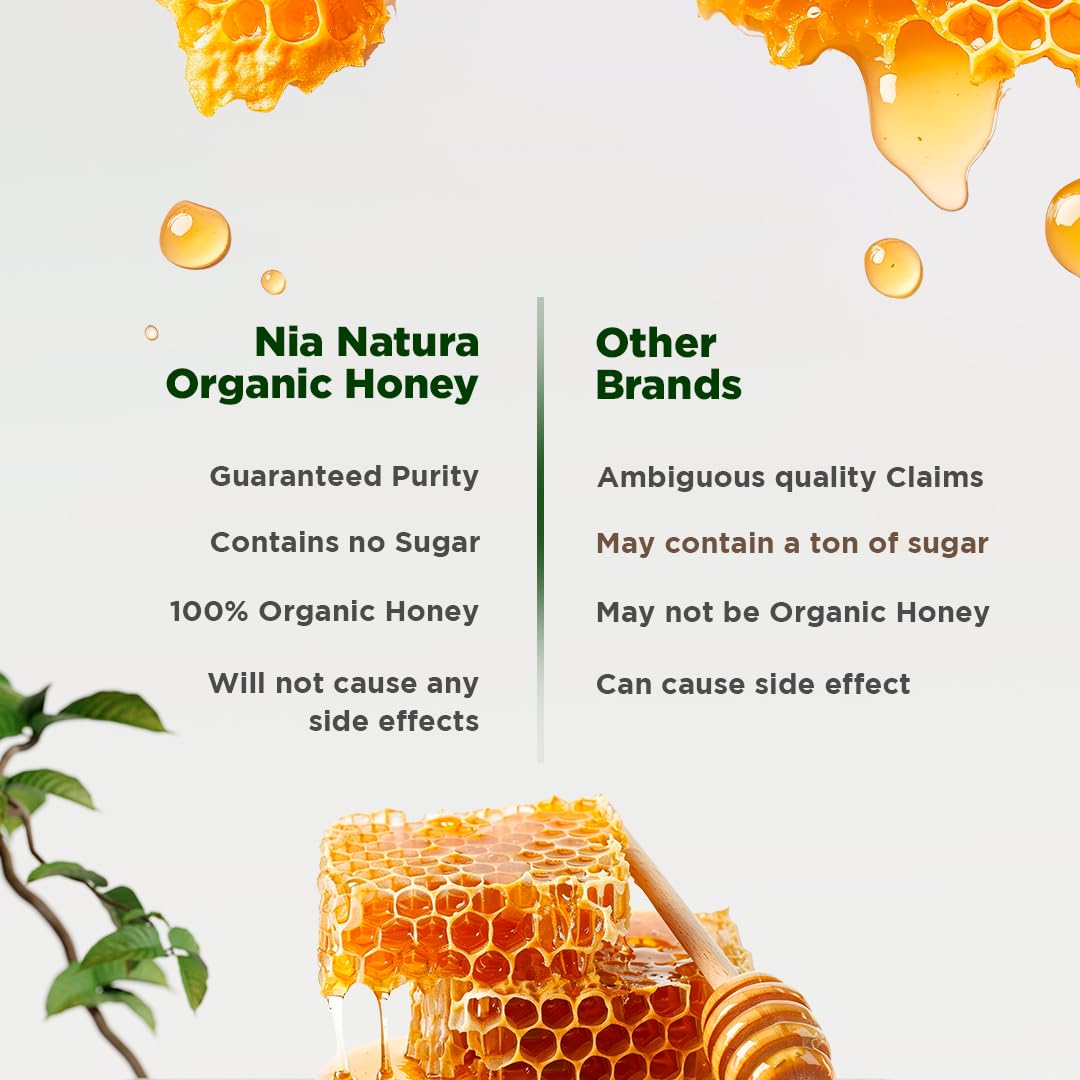 Nia Natura
Organic Honey
Guaranteed Purity
Contains no Sugar
100% Organic Honey
Will not cause any
side effects
Other
Brands
Ambiguous quality Claims
May contain a ton of sugar
May not be Organic Honey
Can cause side effect